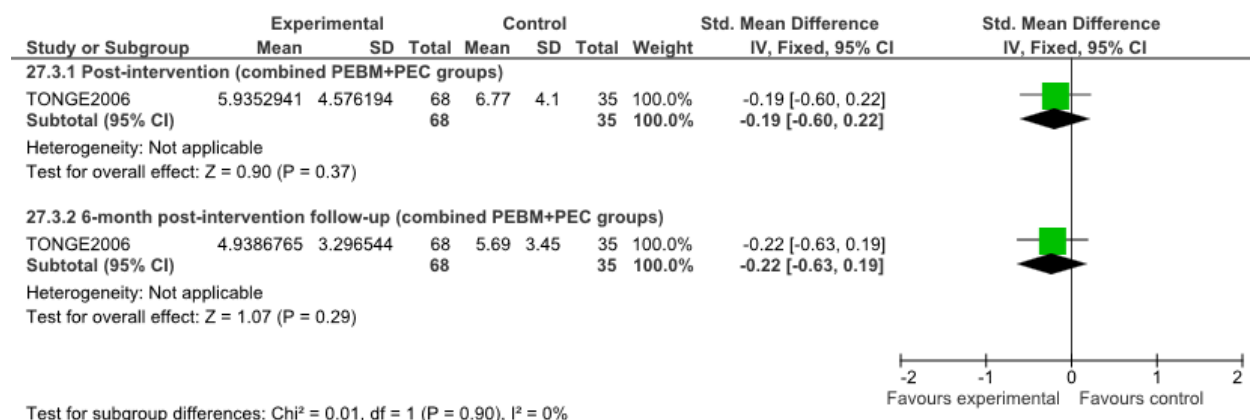 Experimental Control Std. Mean Difference Std. Mean Difference
Study or Subgroup Mean SD Total Mean SD Total Weight IV, Fixed, 95% CI IV, Fixed, 95% CI
27.3.1 Post-intervention (combined PEBM+PEC groups)
TONGE2006 5.9352941 4.576194 68 6.77 4.1 35 100.0% -0.19 [-0.60, 0.22]
Subtotal (95% CI) 68 35 100.0% -0.19 [-0.60, 0.22]
Heterogeneity: Not applicable
Test for overall effect: Z = 0.90 (P = 0.37)
27.3.2 6-month post-intervention follow-up (combined PEBM+PEC groups)
TONGE2006 4.9386765 3.296544 68 5.69 3.45 35 100.0% -0.22 [-0.63, 0.19]
Subtotal (95% CI) 68 35 100.0% -0.22 [-0.63, 0.19]
Heterogeneity: Not applicable
Test for overall effect: Z = 1.07 (P = 0.29)
-2 -1 0 1 2
Favours experimental Favours control
Test for subgroup differences: Chi² = 0.01, df = 1 (P = 0.90), I² = 0%